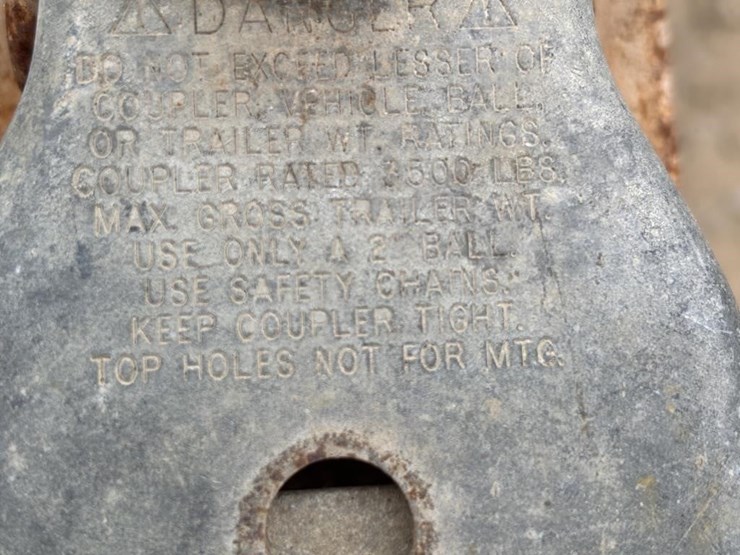 ⚠ DANGER ⚠
DO NOT EXCEED LESSER OF
COUPLER, VEHICLE BALL,
OR TRAILER WT. RATINGS.
COUPLER RATED 3500 LBS.
MAX. GROSS TRAILER WT.
USE ONLY A 2" BALL.
USE SAFETY CHAINS.
KEEP COUPLER TIGHT.
TOP HOLES NOT FOR MTG.